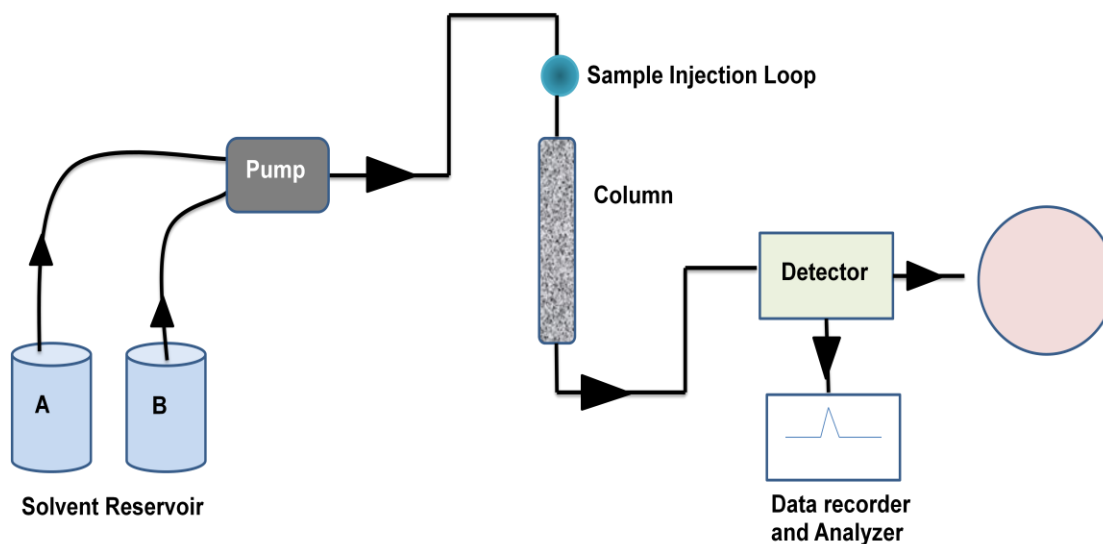 Sample Injection Loop
Pump
Column
Detector
A
B
Solvent Reservoir
Data recorder
and Analyzer